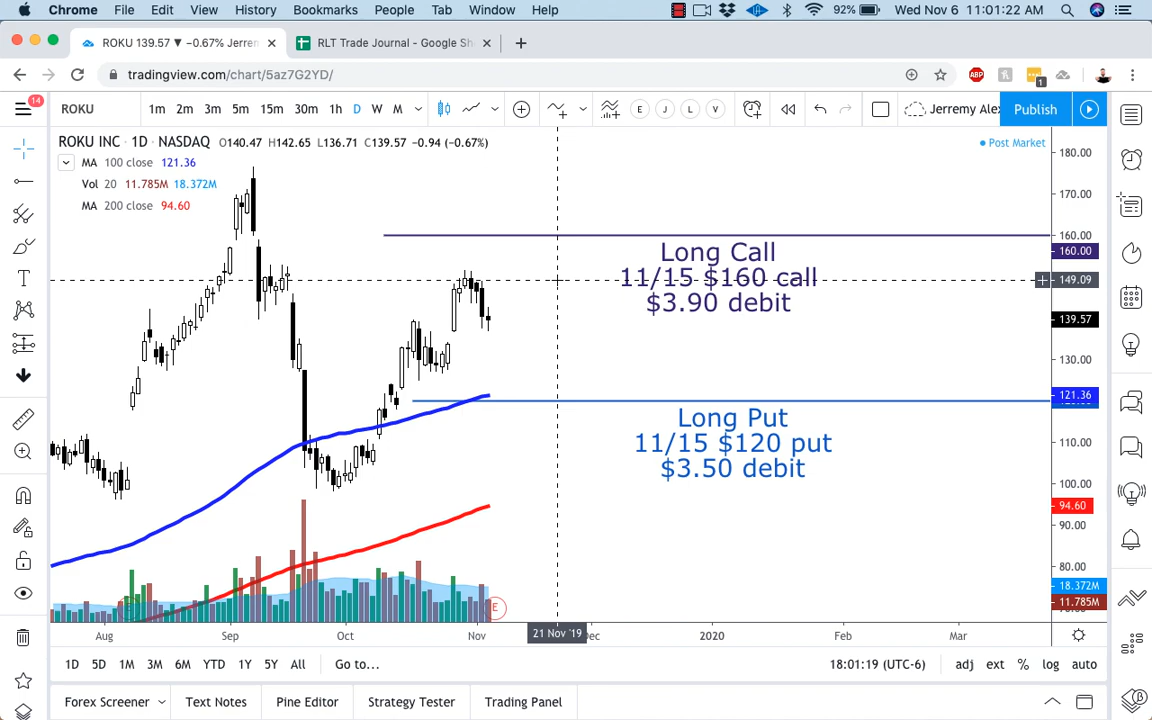 Chrome File Edit View History Bookmarks People Tab Window Help 92% Wed Nov 6 11:01:22 AM
ROKU 139.57 ▼ −0.67% Jerren
RLT Trade Journal - Google Sh
tradingview.com/chart/5az7G2YD/
ABP
1
14
ROKU 1m 2m 3m 5m 15m 30m 1h D W M E J L V Jerremy Alex Publish
ROKU INC · 1D · NASDAQ O140.47 H142.65 L136.71 C139.57 −0.94 (−0.67%)
Post Market
MA 100 close 121.36
Vol 20 11.785M 18.372M
MA 200 close 94.60
180.00
170.00
160.00
160.00
149.09
139.57
130.00
121.36
110.00
100.00
94.60
90.00
80.00
18.372M
11.785M
Long Call
11/15 $160 call
$3.90 debit
Long Put
11/15 $120 put
$3.50 debit
E
Aug Sep Oct Nov 21 Nov '19 Dec 2020 Feb Mar
1D 5D 1M 3M 6M YTD 1Y 5Y All Go to... 18:01:19 (UTC-6) adj ext % log auto
Forex Screener Text Notes Pine Editor Strategy Tester Trading Panel